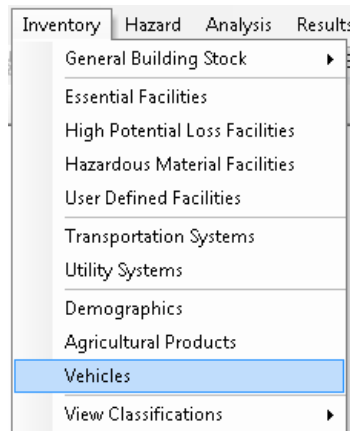 Inventory Hazard Analysis Results
General Building Stock
Essential Facilities
High Potential Loss Facilities
Hazardous Material Facilities
User Defined Facilities
Transportation Systems
Utility Systems
Demographics
Agricultural Products
Vehicles
View Classifications